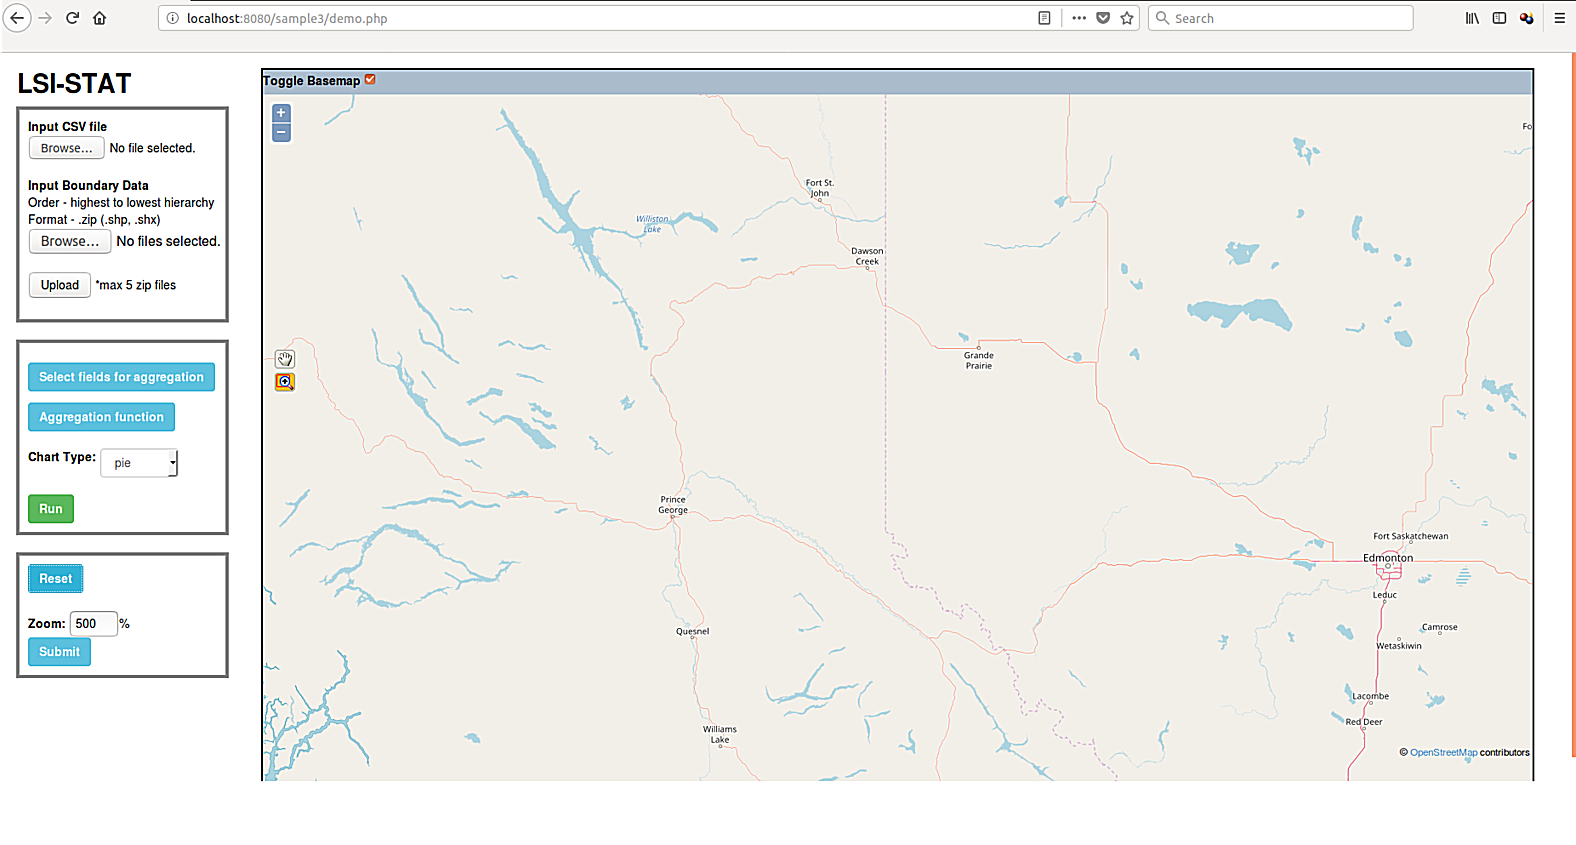 localhost:8080/sample3/demo.php
Search
LSI-STAT
Input CSV file
Browse... No file selected.
Input Boundary Data
Order - highest to lowest hierarchy
Format - .zip (.shp, .shx)
Browse... No files selected.
Upload *max 5 zip files
Select fields for aggregation
Aggregation function
Chart Type: pie
Run
Reset
Zoom: 500 %
Submit
Toggle Basemap
+
−
Fo
Fort St.
John
Williston
Lake
Dawson
Creek
Grande
Prairie
Prince
George
Fort Saskatchewan
Edmonton
Leduc
Quesnel
Camrose
Wetaskiwin
Lacombe
Red Deer
Williams
Lake
© OpenStreetMap contributors